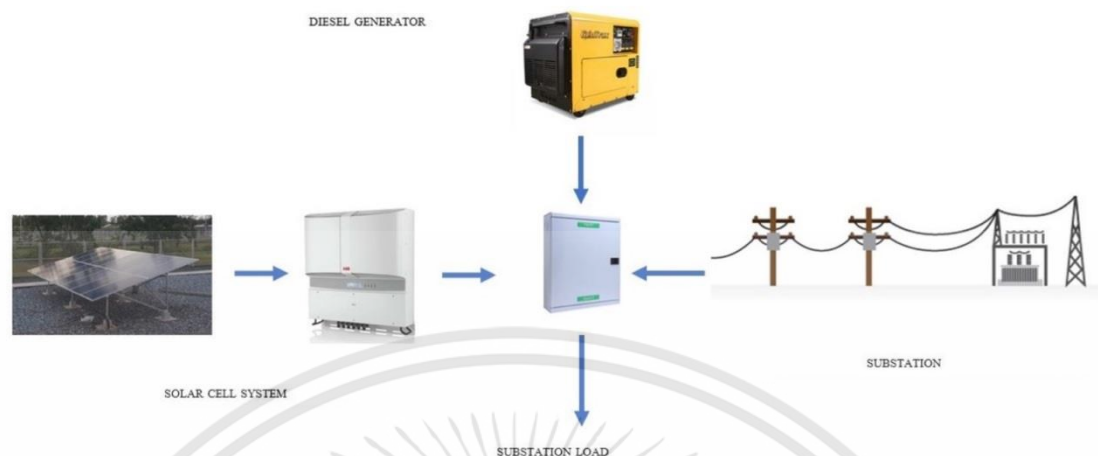 DIESEL GENERATOR
SUBSTATION
SOLAR CELL SYSTEM
SUBSTATION LOAD